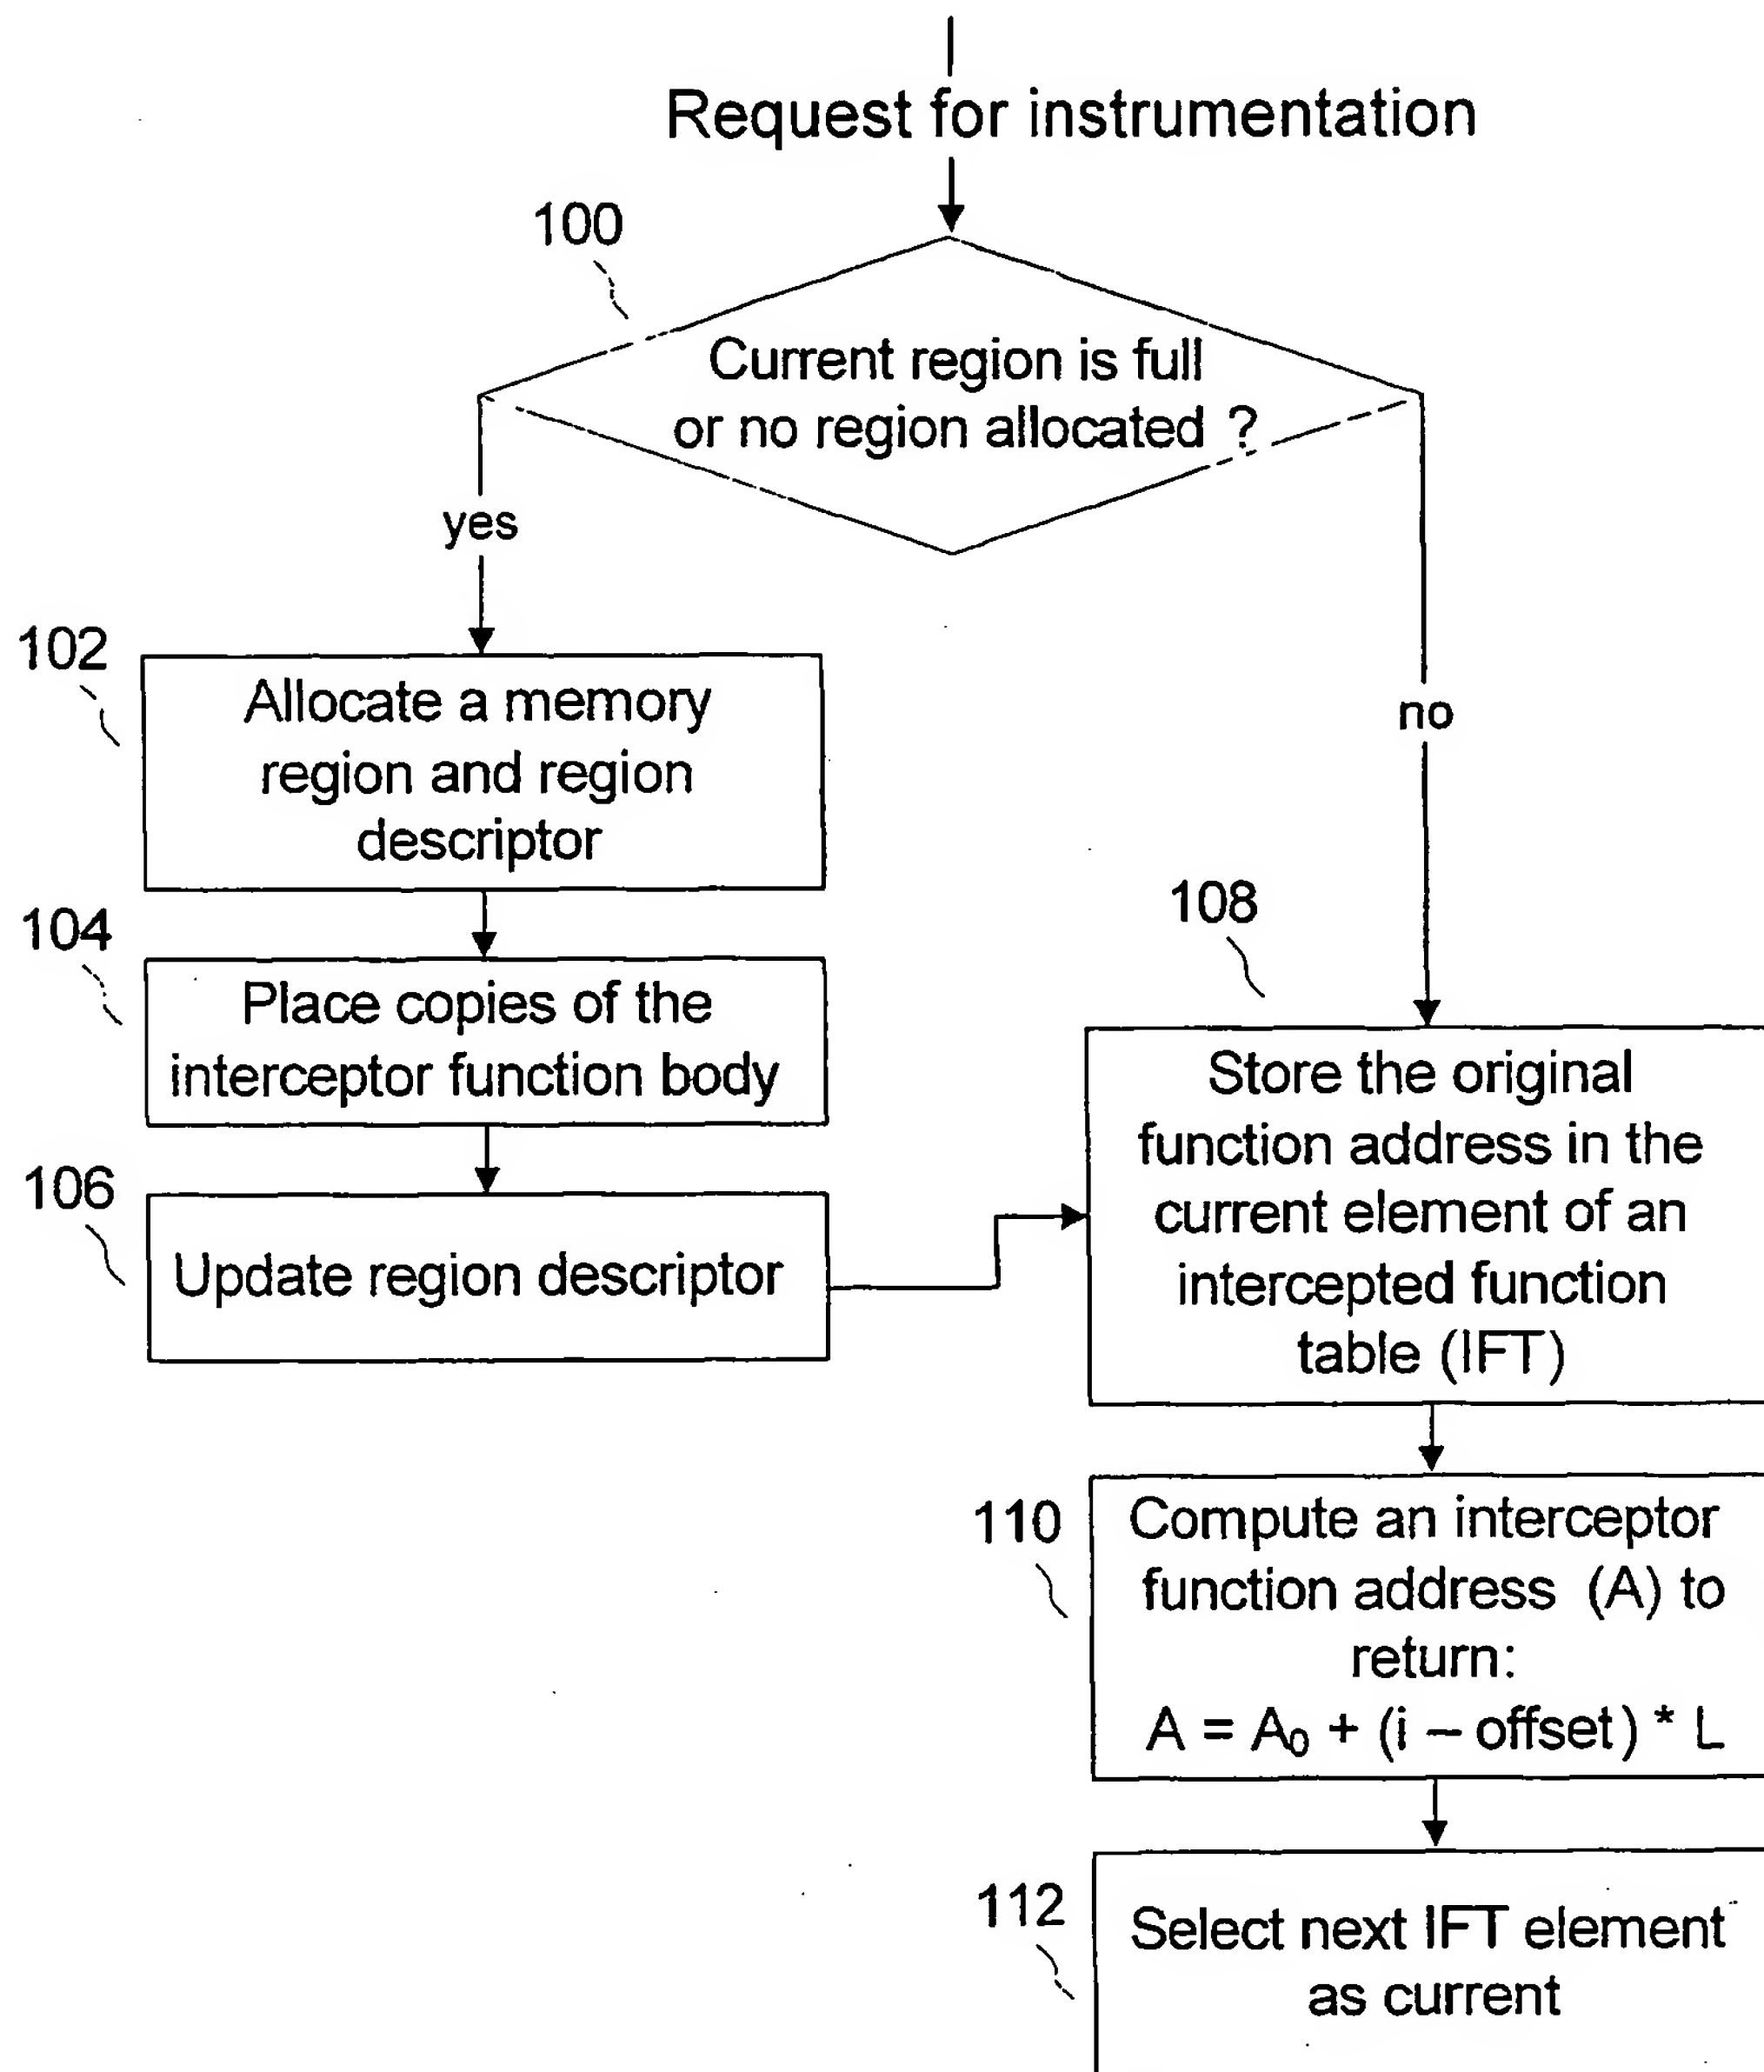 Request for instrumentation
100
Current region is full
or no region allocated ?
yes
no
102
Allocate a memory
region and region
descriptor
104
Place copies of the
interceptor function body
106
Update region descriptor
108
Store the original
function address in the
current element of an
intercepted function
table (IFT)
110
Compute an interceptor
function address (A) to
return:
A = A₀ + (i – offset) * L
112
Select next IFT element
as current